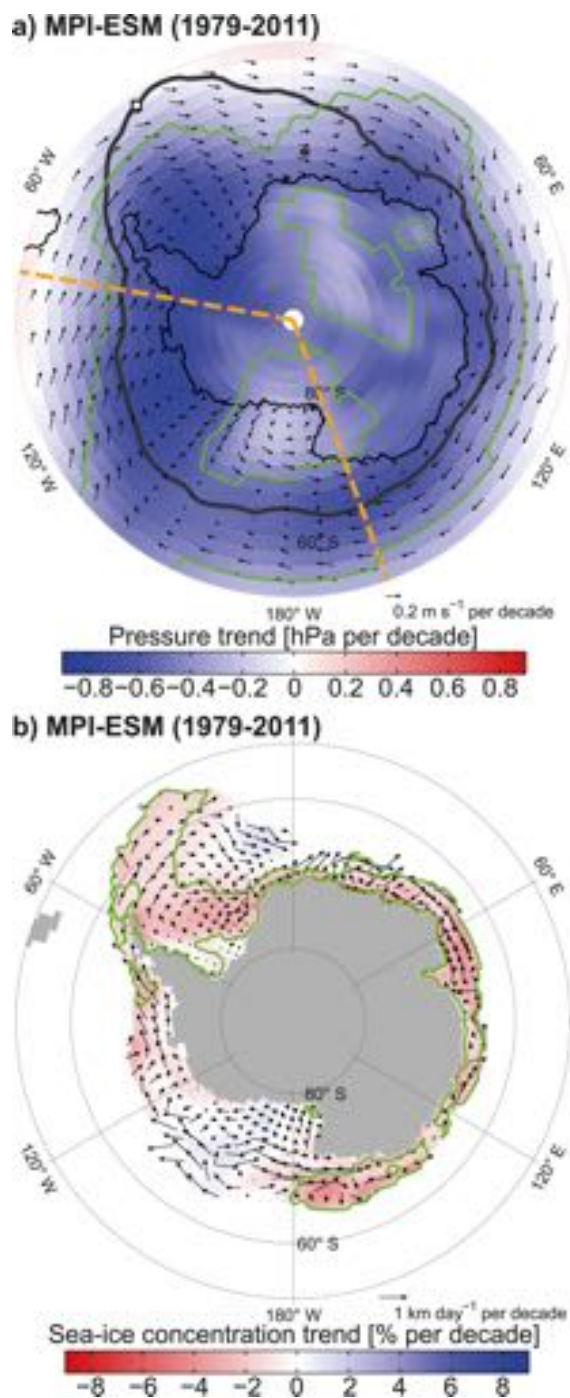 a) MPI-ESM (1979-2011)
60° W
60° E
80° S
120° W
120° E
60° S
180° W
0.2 m s⁻¹ per decade
Pressure trend [hPa per decade]
−0.8 −0.6 −0.4 −0.2 0 0.2 0.4 0.6 0.8
b) MPI-ESM (1979-2011)
60° W
60° E
80° S
120° W
120° E
60° S
180° W
1 km day⁻¹ per decade
Sea-ice concentration trend [% per decade]
−8 −6 −4 −2 0 2 4 6 8